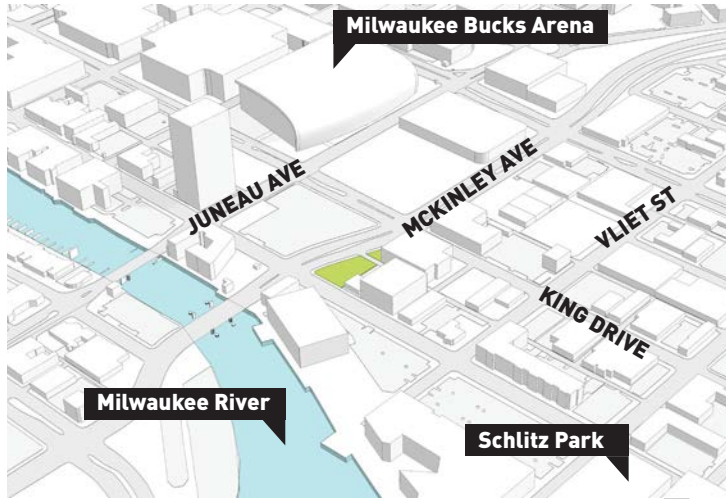 Milwaukee Bucks Arena
JUNEAU AVE
MCKINLEY AVE
VLIET ST
KING DRIVE
Milwaukee River
Schlitz Park